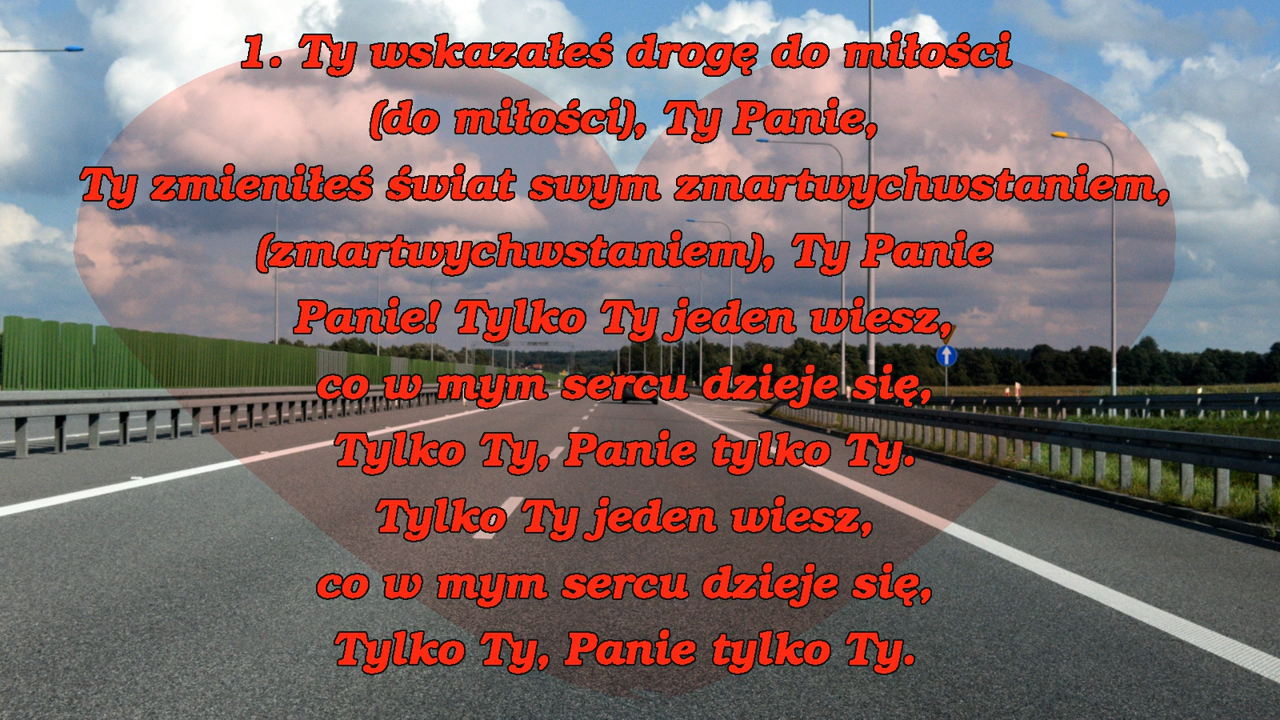 1. Ty wskazałeś drogę do miłości
(do miłości), Ty Panie,
Ty zmieniłeś świat swym zmartwychwstaniem,
(zmartwychwstaniem), Ty Panie
Panie! Tylko Ty jeden wiesz,
co w mym sercu dzieje się,
Tylko Ty, Panie tylko Ty.
Tylko Ty jeden wiesz,
co w mym sercu dzieje się,
Tylko Ty, Panie tylko Ty.